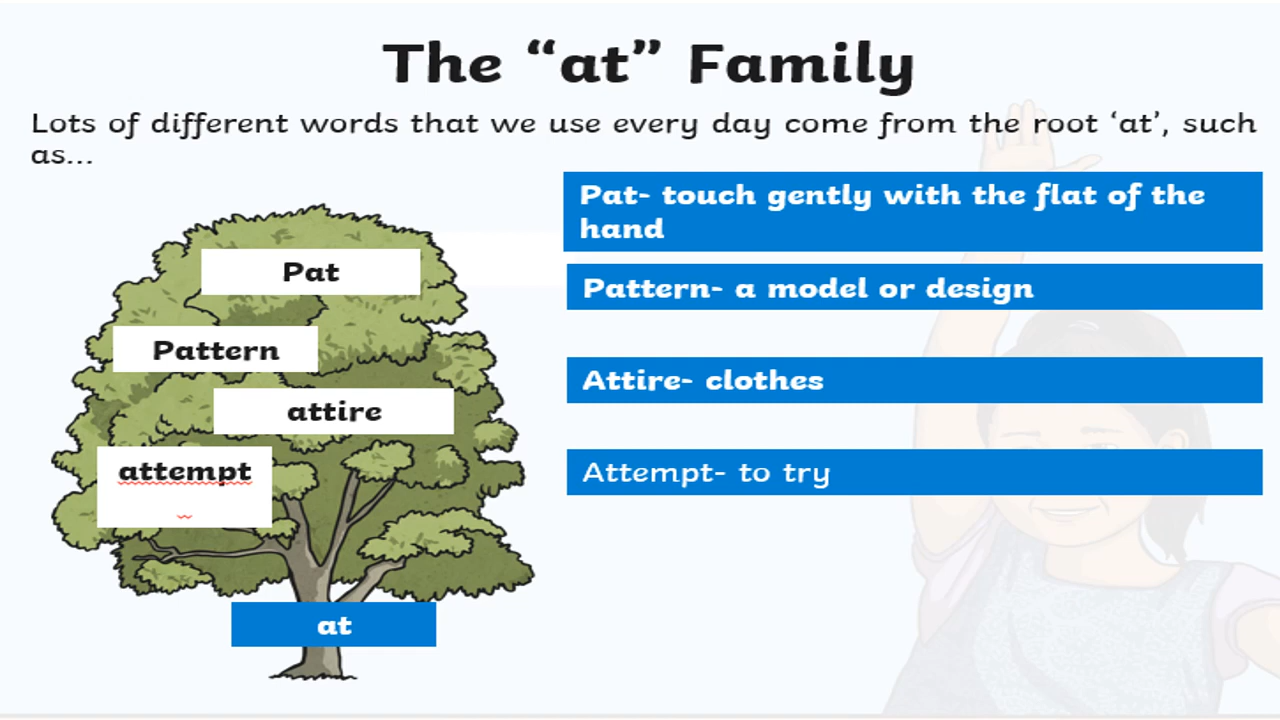 The “at” Family
Lots of different words that we use every day come from the root ‘at’, such
as...
Pat- touch gently with the flat of the
hand
Pat
Pattern- a model or design
Pattern
Attire- clothes
attire
attempt
Attempt- to try
at